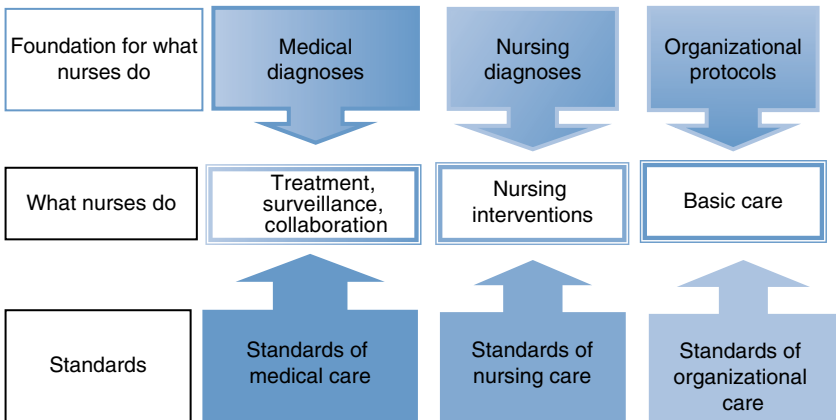 Foundation for what
nurses do
Medical
diagnoses
Nursing
diagnoses
Organizational
protocols
What nurses do
Treatment,
surveillance,
collaboration
Nursing
interventions
Basic care
Standards
Standards of
medical care
Standards of
nursing care
Standards of
organizational
care